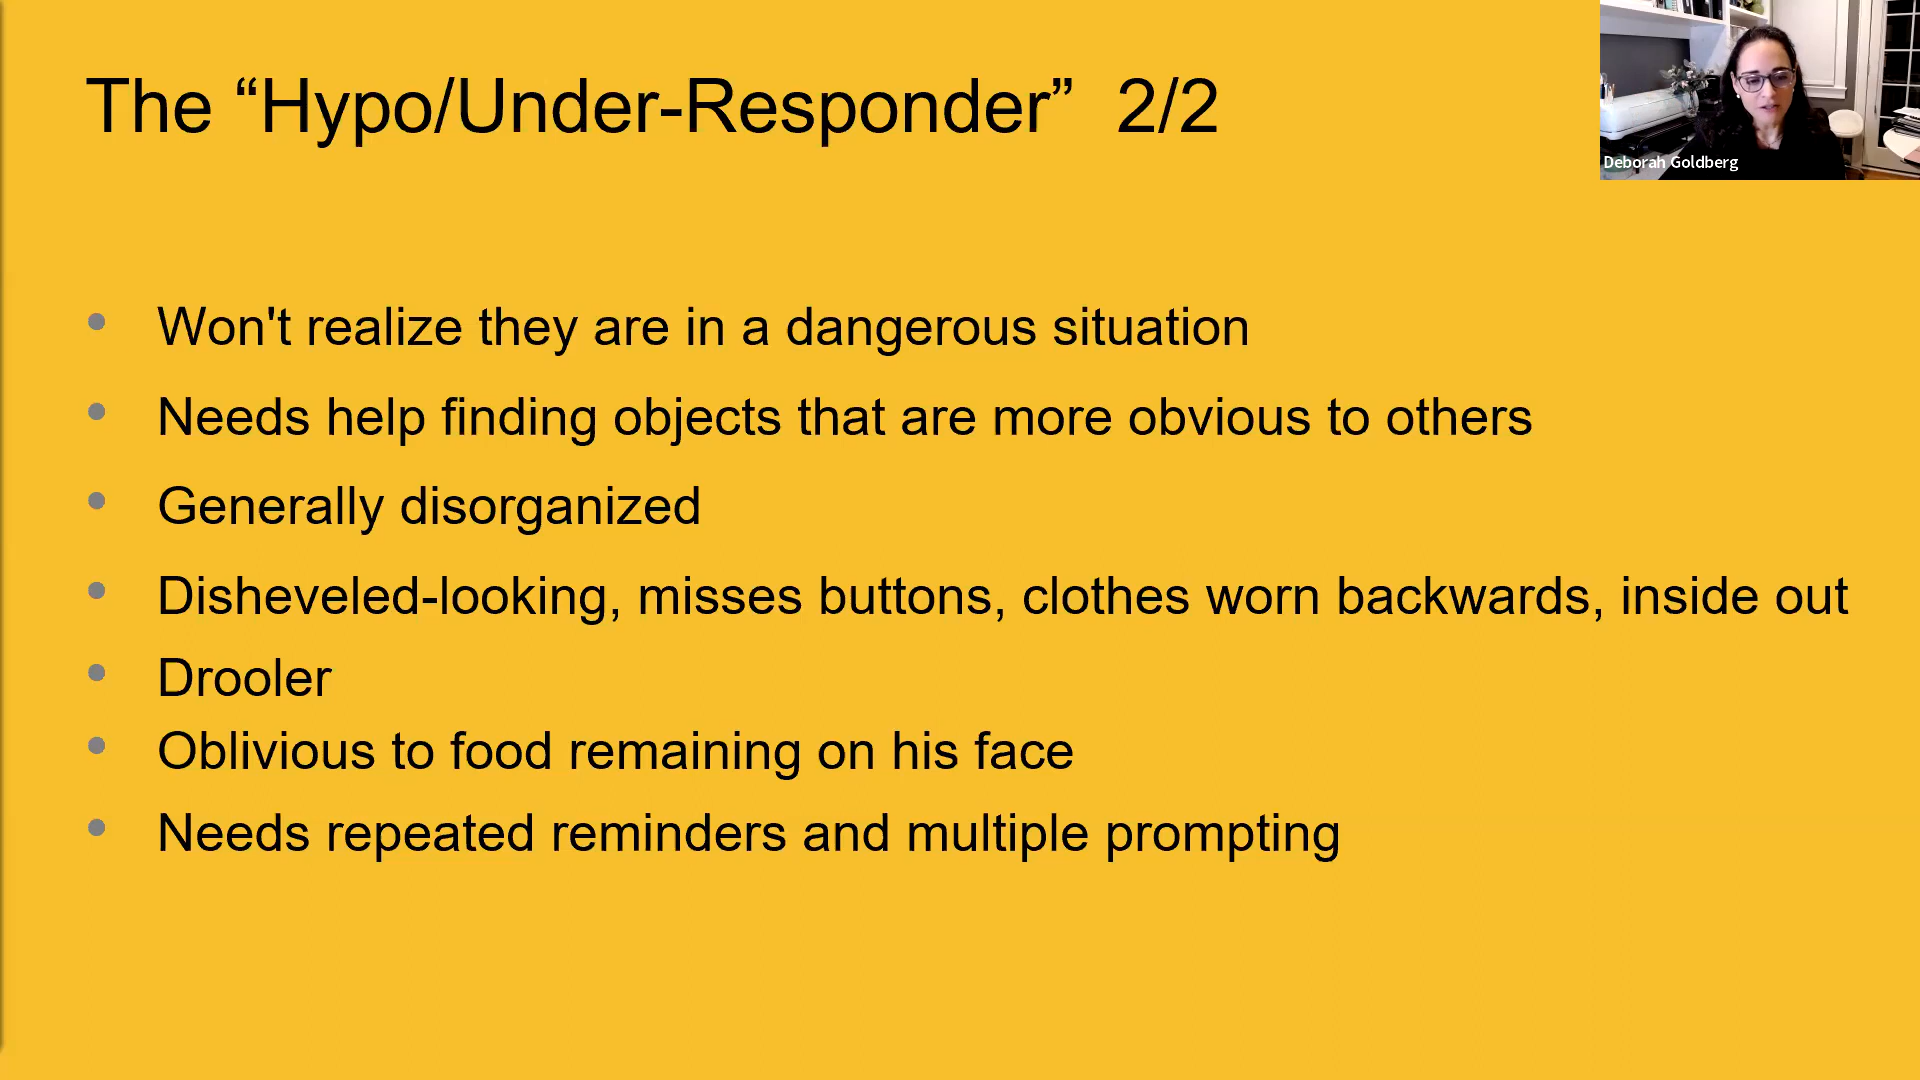 The “Hypo/Under-Responder” 2/2
Deborah Goldberg
• Won't realize they are in a dangerous situation
• Needs help finding objects that are more obvious to others
• Generally disorganized
• Disheveled-looking, misses buttons, clothes worn backwards, inside out
• Drooler
• Oblivious to food remaining on his face
• Needs repeated reminders and multiple prompting